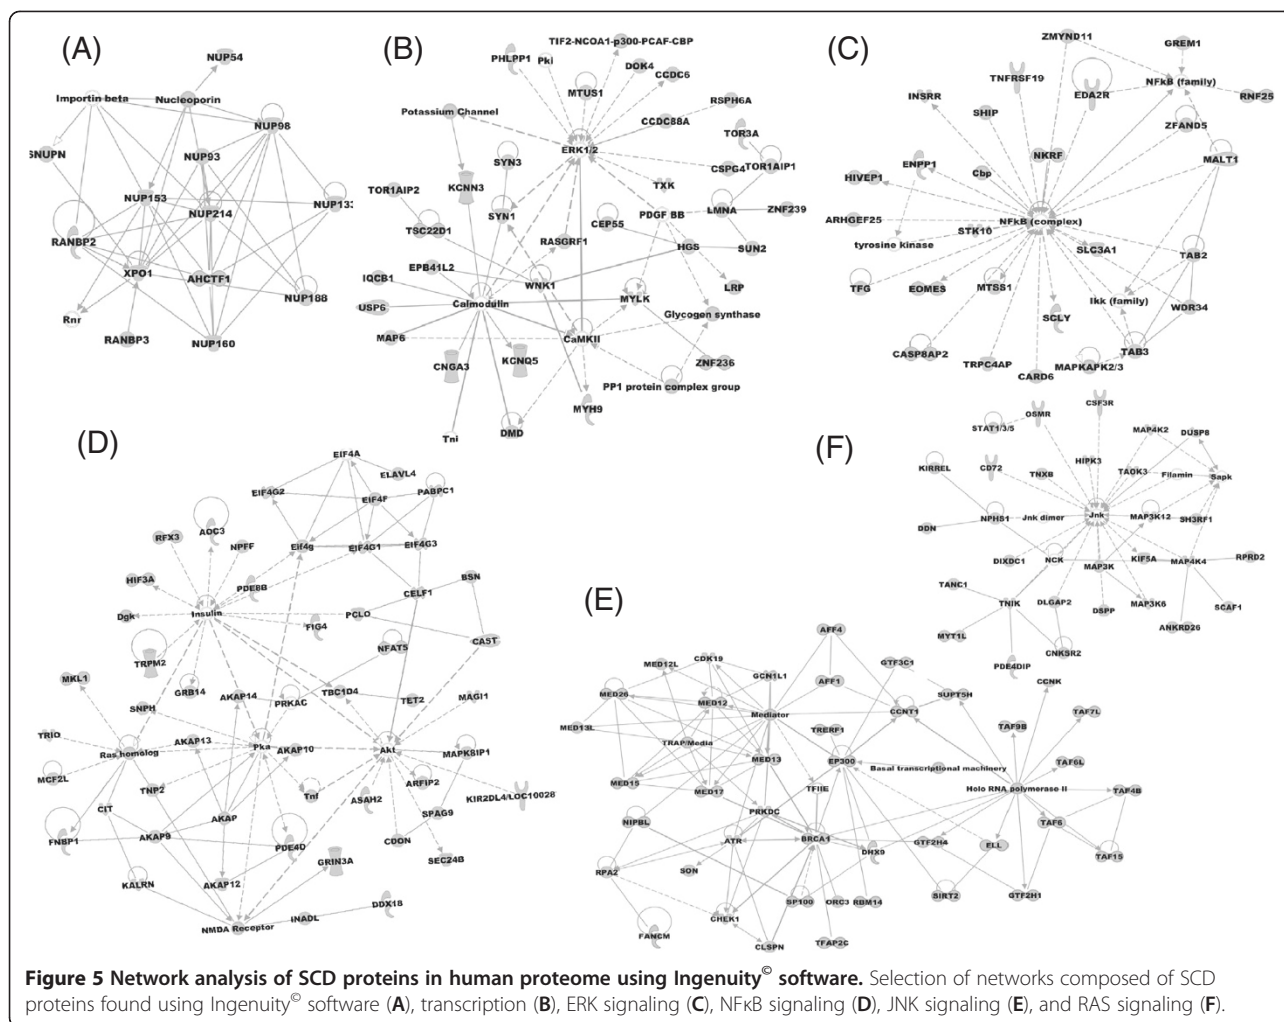 (A)
NUP54
Importin beta
Nucleoporin
NUP98
SNUPN
NUP93
NUP153
NUP214
NUP133
RANBP2
XPO1
AHCTF1
NUP188
Rnr
RANBP3
NUP160
(B)
TIF2-NCOA1-p300-PCAF-CBP
PHLPP1
Pki
DOK4
CCDC6
MTUS1
RSPH6A
Potassium Channel
CCDC88A
TOR3A
ERK1/2
SYN3
CSPG4
TOR1AIP1
KCNN3
TXK
TOR1AIP2
SYN1
PDGF BB
LMNA
ZNF239
TSC22D1
CEP55
RASGRF1
HGS
SUN2
EPB41L2
IQCB1
WNK1
LRP
USP6
Calmodulin
MYLK
Glycogen synthase
MAP6
CaMKII
CNGA3
KCNQ5
ZNF236
PP1 protein complex group
MYH9
Tni
DMD
(C)
ZMYND11
GREM1
TNFRSF19
NFkB (family)
INSRR
EDA2R
RNF25
SHIP
ZFAND5
NKRF
MALT1
ENPP1
Cbp
HIVEP1
ARHGEF25
NFkB (complex)
STK10
tyrosine kinase
SLC3A1
TAB2
TFG
EOMES
MTSS1
Ikk (family)
WDR34
SCLY
CASP8AP2
TRPC4AP
TAB3
MAPKAPK2/3
CARD6
(D)
EIF4A
ELAVL4
EIF4G2
EIF4F
PABPC1
AOC3
RFX3
NPFF
Eif4g
EIF4G1
EIF4G3
HIF3A
PDE8B
BSN
CELF1
Dgk
Insulin
PCLO
FIG4
CAST
NFAT5
TRPM2
MKL1
GRB14
AKAP14
TBC1D4
PRKAC
TET2
MAGI1
SNPH
TRIO
AKAP13
Ras homolog
Pka
AKAP10
Akt
MAPK8IP1
MCF2L
TNP2
Tnf
ARFIP2
ASAH2
KIR2DL4/LOC10028
CIT
AKAP
SPAG9
FNBP1
AKAP9
PDE4D
CDON
SEC24B
GRIN3A
KALRN
AKAP12
DDX18
INADL
NMDA Receptor
(F)
CSF3R
OSMR
STAT1/3/5
MAP4K2
DUSP8
KIRREL
CD72
HIPK3
TNXB
TAOK3
Filamin
Sapk
NPHS1
Jnk dimer
Jnk
MAP3K12
SH3RF1
DDN
DIXDC1
NCK
KIF5A
MAP4K4
RPRD2
MAP3K
TANC1
TNIK
DLGAP2
DSPP
MAP3K6
SCAF1
MYT1L
ANKRD26
CNKSR2
PDE4DIP
(E)
AFF4
MED12L
CDK19
GTF3C1
CCNK
GCN1L1
AFF1
MED26
MED12
SUPT5H
Mediator
CCNT1
TAF7L
MED13L
TRERF1
TAF9B
TRAP/Media
MED13
EP300
Basal transcriptional machinery
TAF6L
MED15
MED17
TFIIE
Holo RNA polymerase II
TAF4B
NIPBL
PRKDC
TAF6
ATR
BRCA1
DHX9
GTF2H4
ELL
TAF15
RPA2
SON
SP100
ORC3
RBM14
SIRT2
GTF2H1
CHEK1
FANCM
CLSPN
TFAP2C
Figure 5 Network analysis of SCD proteins in human proteome using Ingenuity© software. Selection of networks composed of SCD
proteins found using Ingenuity© software (A), transcription (B), ERK signaling (C), NFκB signaling (D), JNK signaling (E), and RAS signaling (F).